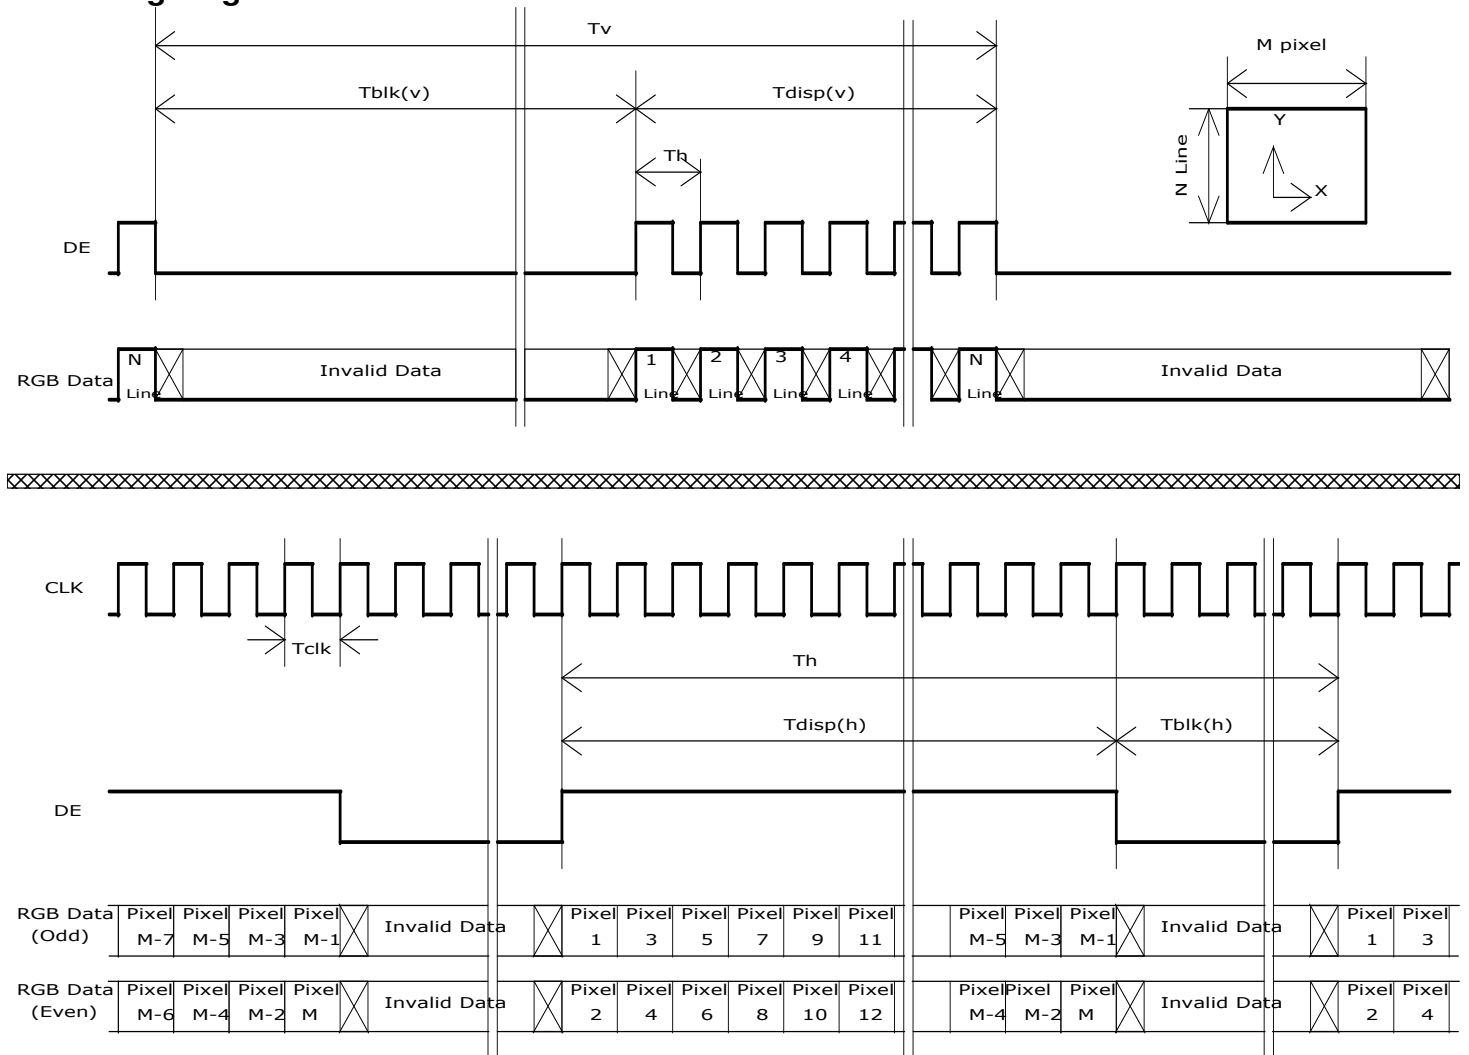 Tv
M pixel
Tblk(v) Tdisp(v)
Th
Y
X
N Line
DE
RGB Data
N 1 2 3 4 N
Invalid Data Invalid Data
Line Line Line Line Line Line
CLK
Tclk
Th
Tdisp(h) Tblk(h)
DE
RGB Data Pixel Pixel Pixel Pixel Pixel Pixel Pixel Pixel Pixel Pixel Pixel Pixel Pixel Pixel Pixel
(Odd) M-7 M-5 M-3 M-1 Invalid Data 1 3 5 7 9 11 M-5 M-3 M-1 Invalid Data 1 3
RGB Data Pixel Pixel Pixel Pixel Pixel Pixel Pixel Pixel Pixel Pixel Pixel Pixel Pixel Pixel Pixel
(Even) M-6 M-4 M-2 M Invalid Data 2 4 6 8 10 12 M-4 M-2 M Invalid Data 2 4